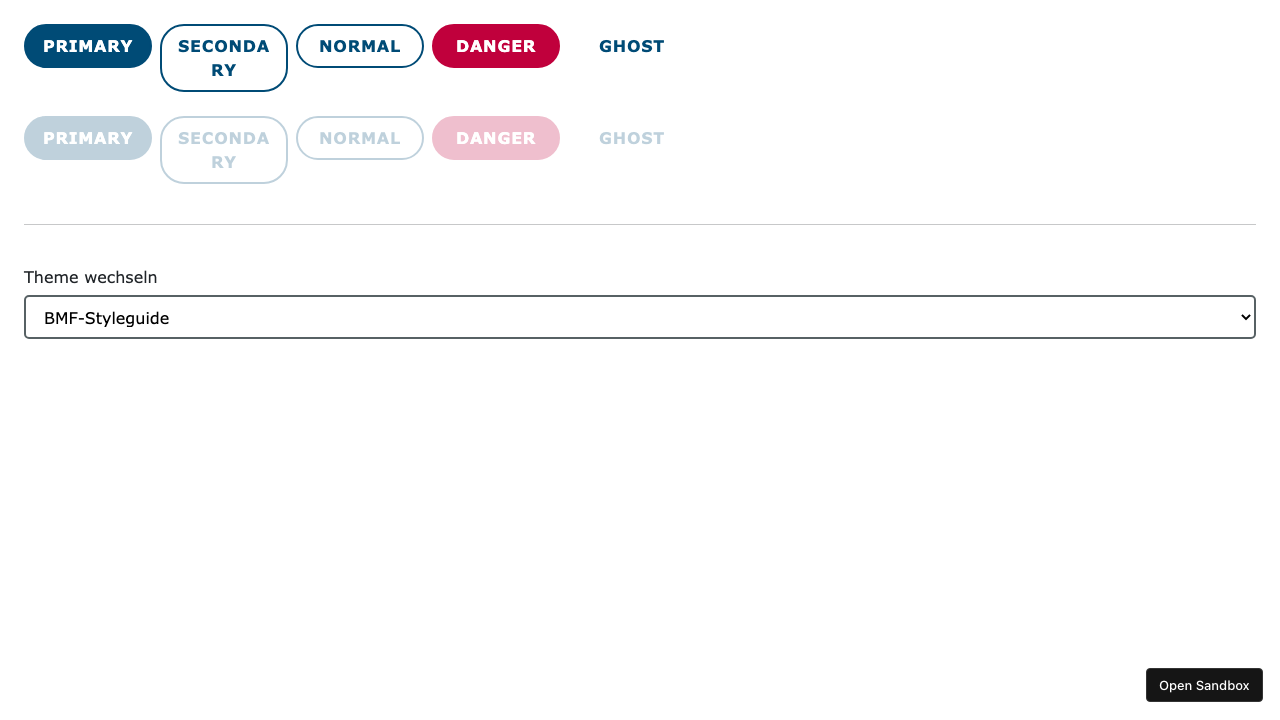 PRIMARY SECONDA NORMAL DANGER GHOST
RY
PRIMARY SECONDA NORMAL DANGER GHOST
RY
Theme wechseln
BMF-Styleguide
Open Sandbox